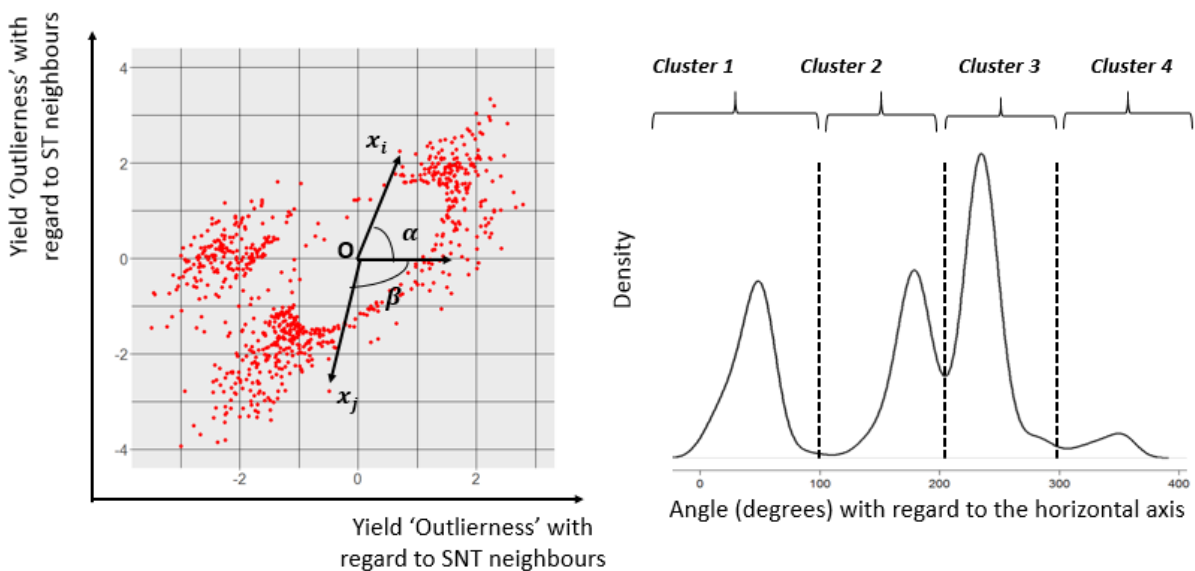 Yield ‘Outlierness’ with
regard to ST neighbours
4
2
0
-2
-4
-2
0
2
x_i
O
α
β
x_j
Yield ‘Outlierness’ with
regard to SNT neighbours
Cluster 1
Cluster 2
Cluster 3
Cluster 4
Density
0
100
200
300
400
Angle (degrees) with regard to the horizontal axis